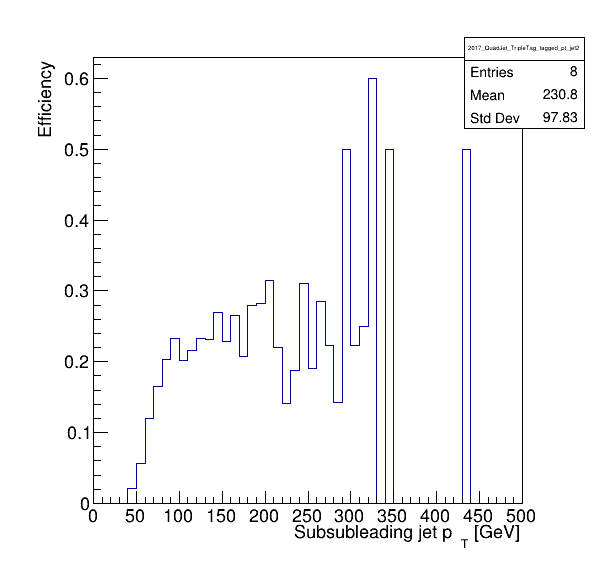 2017_QuadJet_TripleTag_tagged_pt_jet2
Entries 8
Mean 230.8
Std Dev 97.83
Efficiency
0.6
0.5
0.4
0.3
0.2
0.1
0
0 50 100 150 200 250 300 350 400 450 500
Subsubleading jet p_T [GeV]